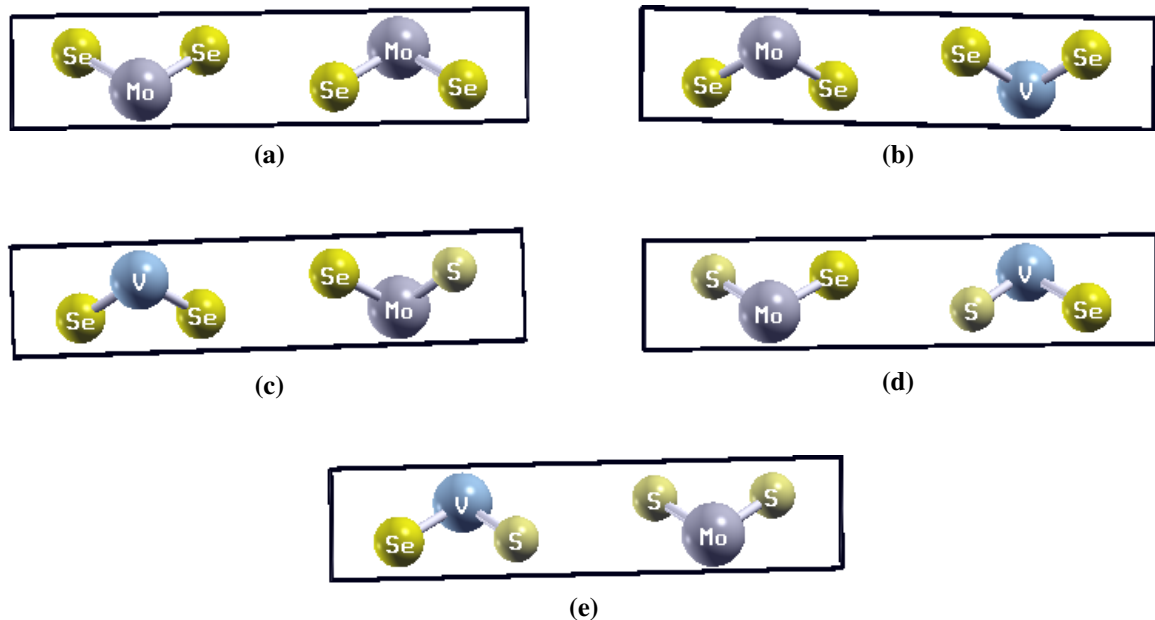 Se Se Mo Mo Se Se
(a)
Mo Se Se Se Se V
(b)
V Se Se Se S Mo
(c)
S Se Mo V S Se
(d)
V Se S S S Mo
(e)